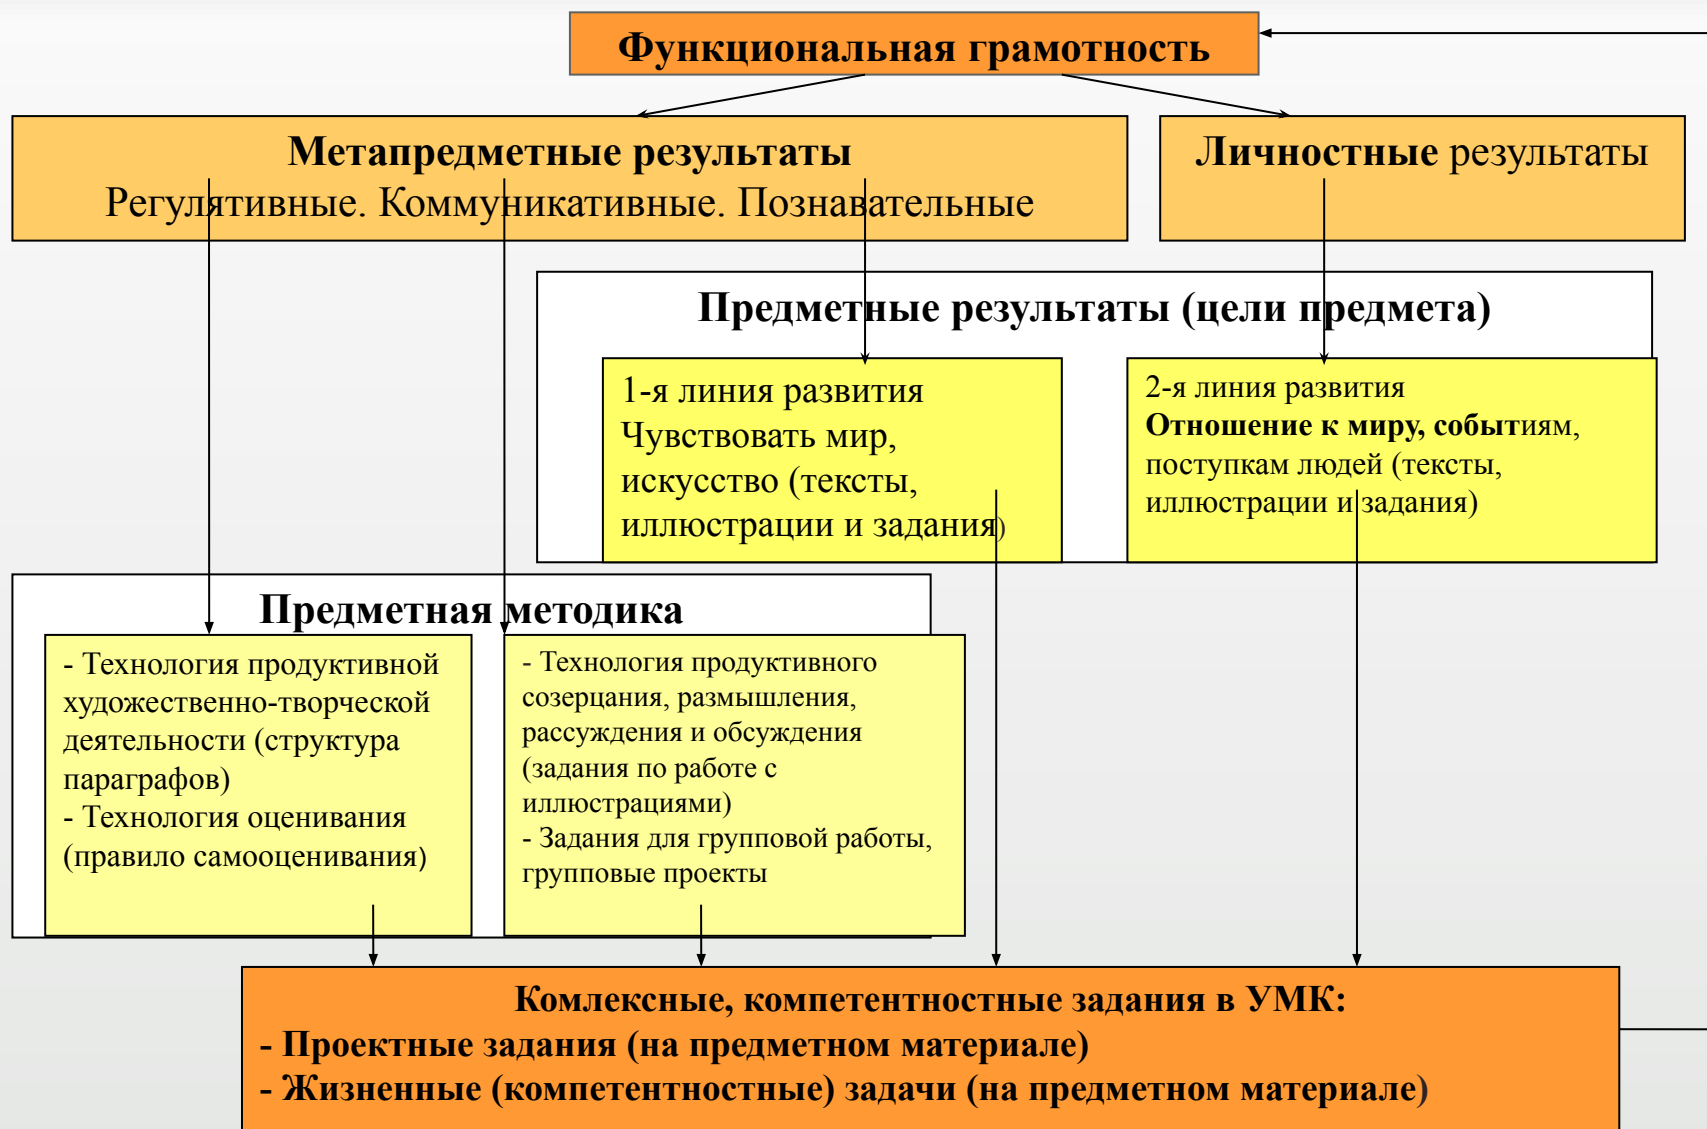 Функциональная грамотность
Метапредметные результаты
Регулятивные. Коммуникативные. Познавательные
Личностные результаты
Предметные результаты (цели предмета)
1-я линия развития
Чувствовать мир,
искусство (тексты,
иллюстрации и задания)
2-я линия развития
Отношение к миру, событиям,
поступкам людей (тексты,
иллюстрации и задания)
Предметная методика
- Технология продуктивной
художественно-творческой
деятельности (структура
параграфов)
- Технология оценивания
(правило самооценивания)
- Технология продуктивного
созерцания, размышления,
рассуждения и обсуждения
(задания по работе с
иллюстрациями)
- Задания для групповой работы,
групповые проекты
Комлексные, компетентностные задания в УМК:
- Проектные задания (на предметном материале)
- Жизненные (компетентностные) задачи (на предметном материале)